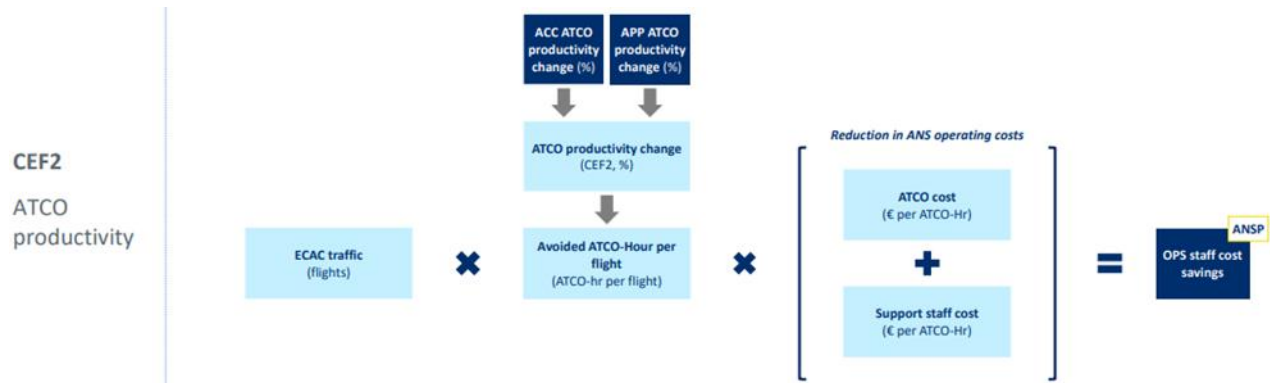 CEF2
ATCO
productivity
ACC ATCO
productivity
change (%)
APP ATCO
productivity
change (%)
ATCO productivity change
(CEF2, %)
ECAC traffic
(flights)
Avoided ATCO-Hour per
flight
(ATCO-hr per flight)
Reduction in ANS operating costs
ATCO cost
(€ per ATCO-Hr)
+
Support staff cost
(€ per ATCO-Hr)
=
ANSP
OPS staff cost
savings